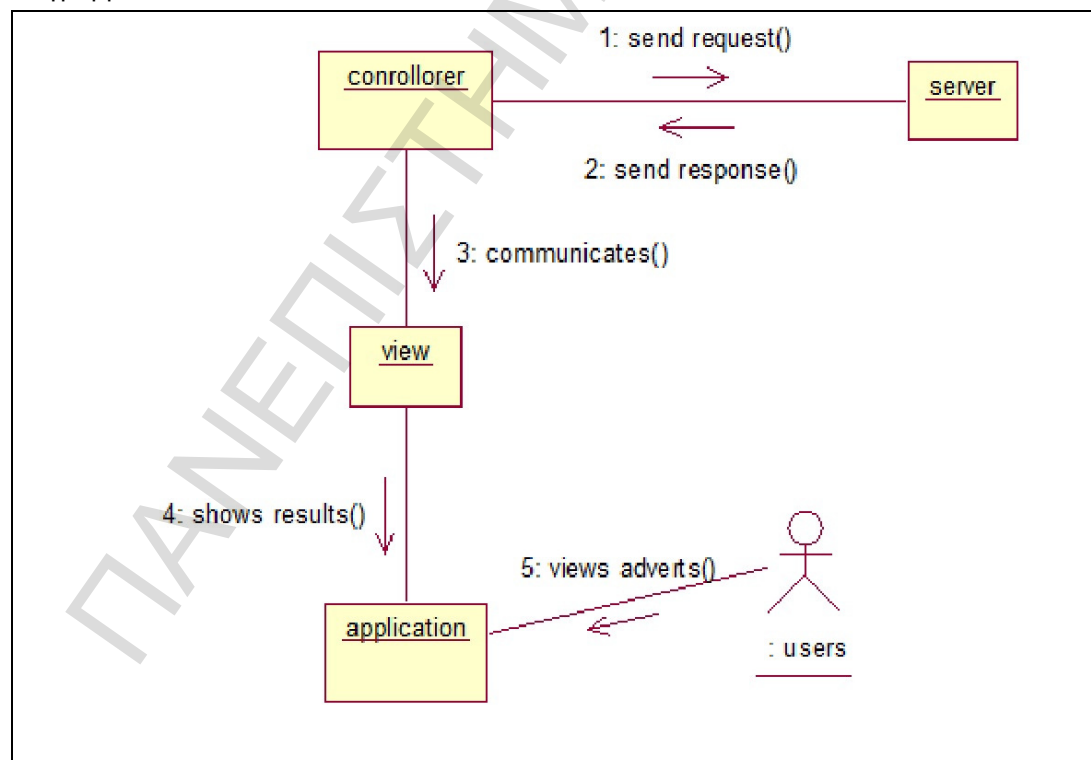 1: send request()
conrollorer
server
2: send response()
3: communicates()
view
4: shows results()
5: views adverts()
application
: users
ΠΑΝΕΠΙΣΤΗΜ